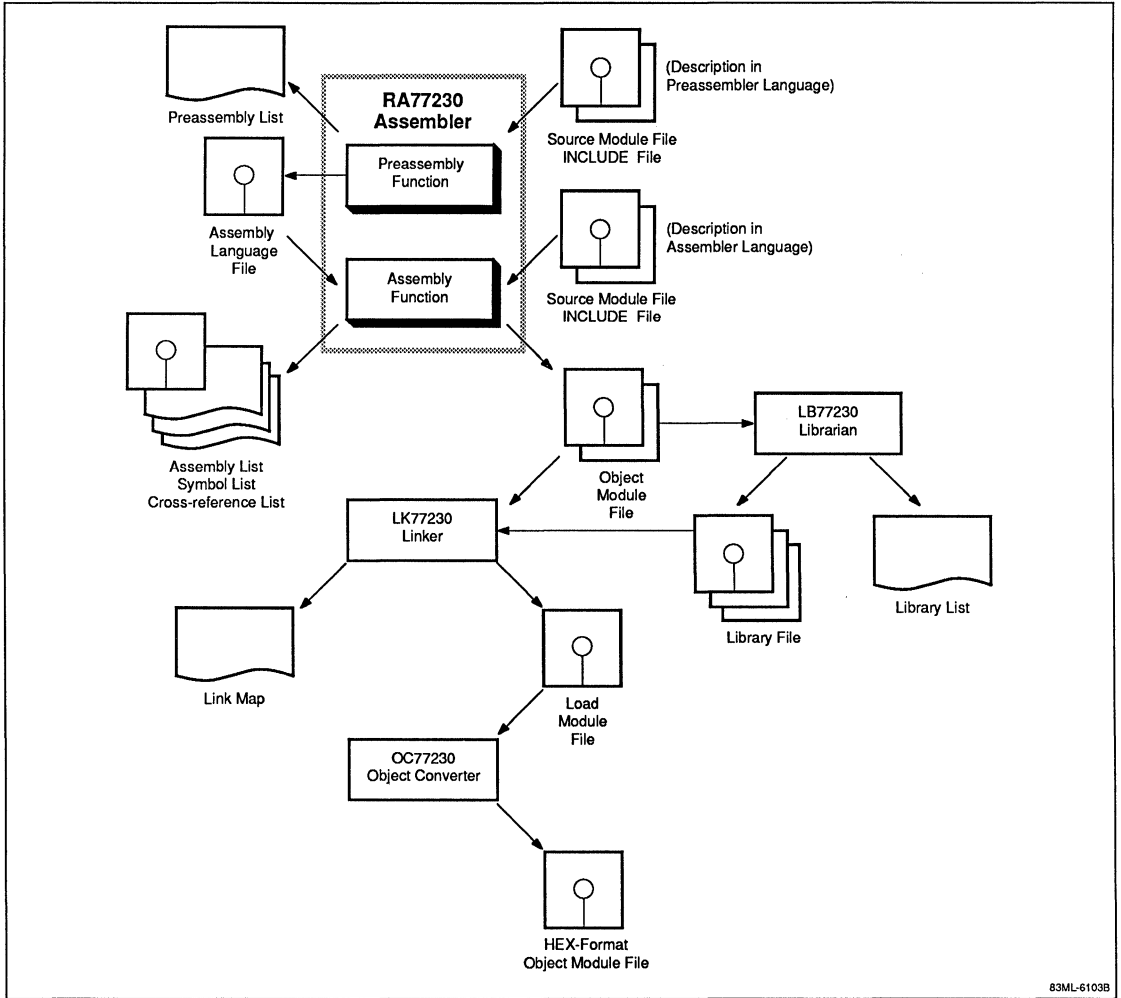 Preassembly List
RA77230
Assembler
(Description in
Preassembler Language)
Source Module File
INCLUDE File
Preassembly
Function
Assembly
Language
File
(Description in
Assembler Language)
Source Module File
INCLUDE File
Assembly
Function
Assembly List
Symbol List
Cross-reference List
Object
Module
File
LB77230
Librarian
LK77230
Linker
Library File
Library List
Link Map
Load
Module
File
OC77230
Object Converter
HEX-Format
Object Module File
83ML-6103B